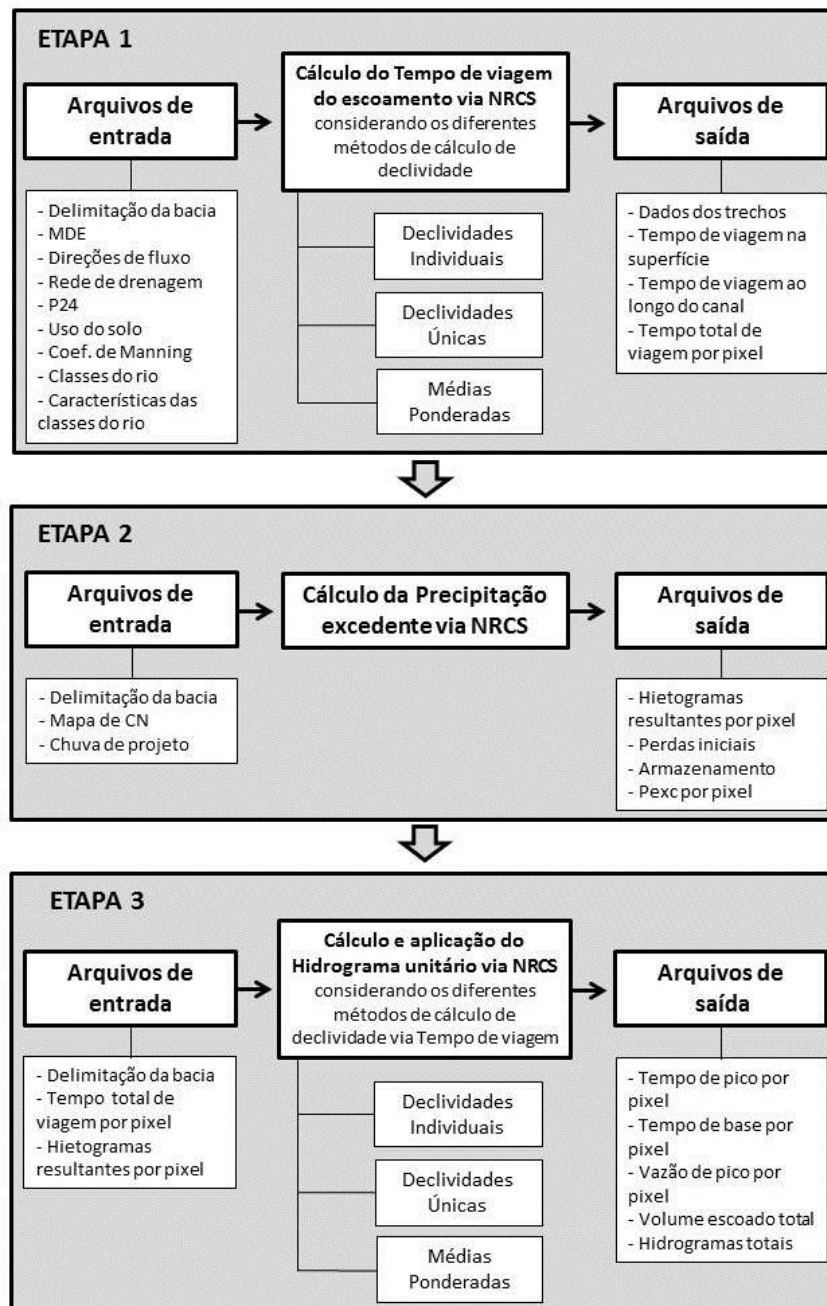 ETAPA 1
Arquivos de
entrada
- Delimitação da bacia
- MDE
- Direções de fluxo
- Rede de drenagem
- P24
- Uso do solo
- Coef. de Manning
- Classes do rio
- Características das
classes do rio
Cálculo do Tempo de viagem
do escoamento via NRCS
considerando os diferentes
métodos de cálculo de
declividade
Declividades
Individuais
Declividades
Únicas
Médias
Ponderadas
Arquivos de
saída
- Dados dos trechos
- Tempo de viagem na
superfície
- Tempo de viagem ao
longo do canal
- Tempo total de
viagem por pixel
ETAPA 2
Arquivos de
entrada
- Delimitação da bacia
- Mapa de CN
- Chuva de projeto
Cálculo da Precipitação
excedente via NRCS
Arquivos de
saída
- Hietogramas
resultantes por pixel
- Perdas iniciais
- Armazenamento
- Pexc por pixel
ETAPA 3
Arquivos de
entrada
- Delimitação da bacia
- Tempo total de
viagem por pixel
- Hietogramas
resultantes por pixel
Cálculo e aplicação do
Hidrograma unitário via NRCS
considerando os diferentes
métodos de cálculo de
declividade via Tempo de viagem
Declividades
Individuais
Declividades
Únicas
Médias
Ponderadas
Arquivos de
saída
- Tempo de pico por
pixel
- Tempo de base por
pixel
- Vazão de pico por
pixel
- Volume escoado total
- Hidrogramas totais